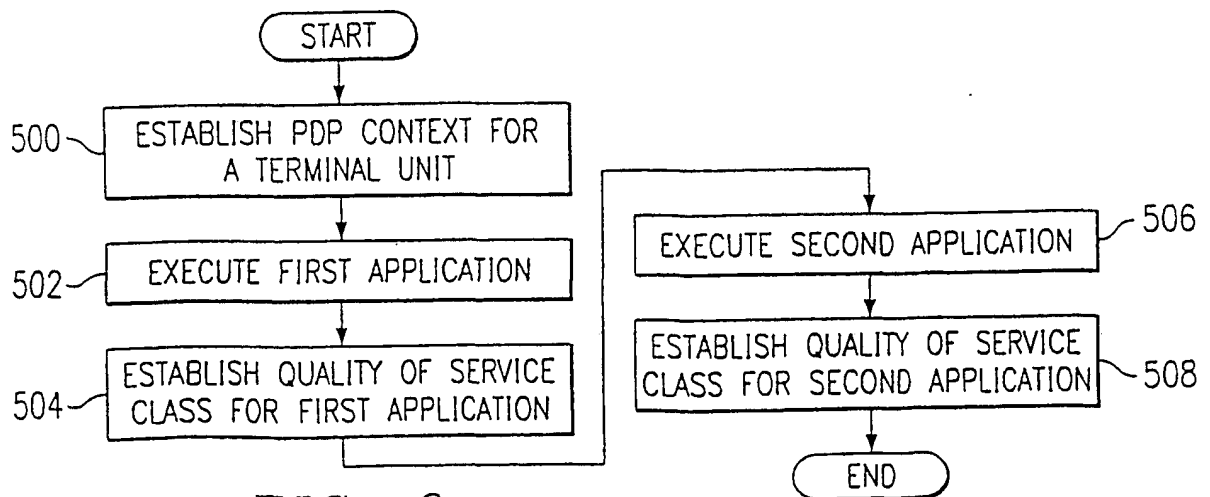 START
500
ESTABLISH PDP CONTEXT FOR
A TERMINAL UNIT
502
EXECUTE FIRST APPLICATION
504
ESTABLISH QUALITY OF SERVICE
CLASS FOR FIRST APPLICATION
506
EXECUTE SECOND APPLICATION
508
ESTABLISH QUALITY OF SERVICE
CLASS FOR SECOND APPLICATION
END